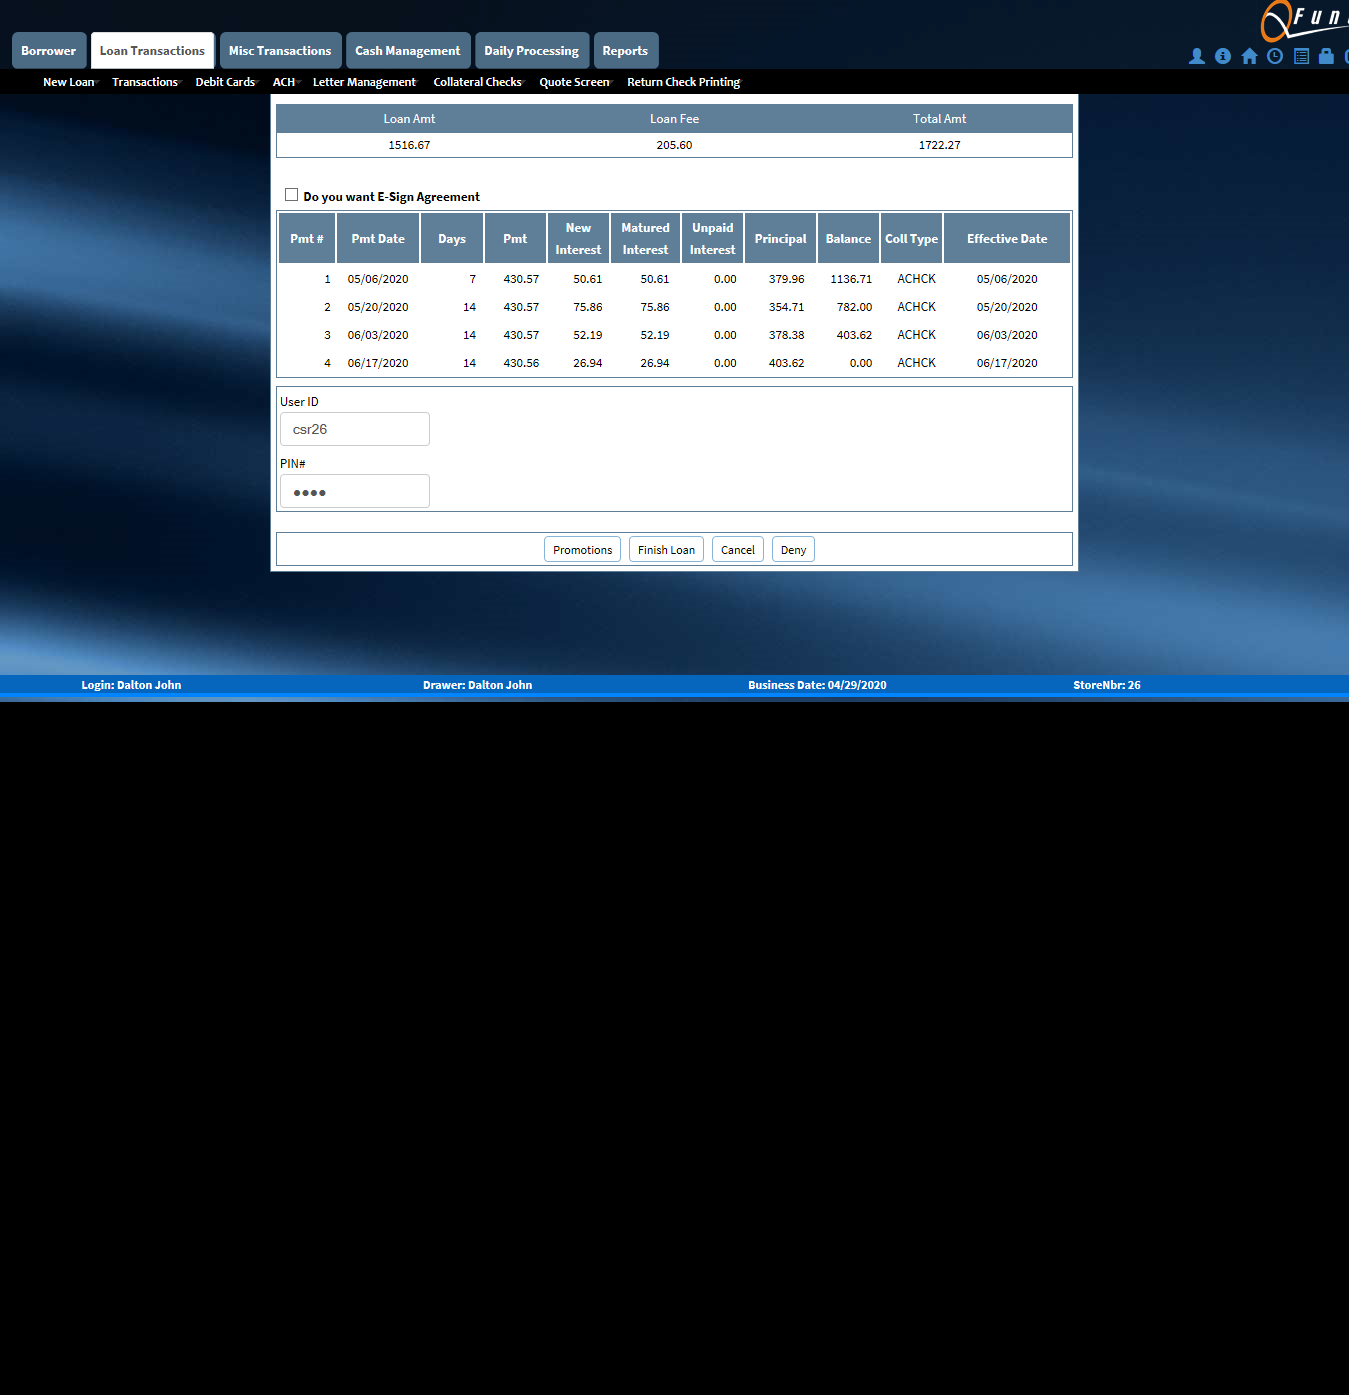 Fun
Borrower Loan Transactions Misc Transactions Cash Management Daily Processing Reports
New Loan Transactions Debit Cards ACH Letter Management Collateral Checks Quote Screen Return Check Printing
Loan Amt Loan Fee Total Amt
1516.67 205.60 1722.27
Do you want E-Sign Agreement
Pmt # Pmt Date Days Pmt New Interest Matured Interest Unpaid Interest Principal Balance Coll Type Effective Date
1 05/06/2020 7 430.57 50.61 50.61 0.00 379.96 1136.71 ACHCK 05/06/2020
2 05/20/2020 14 430.57 75.86 75.86 0.00 354.71 782.00 ACHCK 05/20/2020
3 06/03/2020 14 430.57 52.19 52.19 0.00 378.38 403.62 ACHCK 06/03/2020
4 06/17/2020 14 430.56 26.94 26.94 0.00 403.62 0.00 ACHCK 06/17/2020
User ID
csr26
PIN#
••••
Promotions Finish Loan Cancel Deny
Login: Dalton John Drawer: Dalton John Business Date: 04/29/2020 StoreNbr: 26